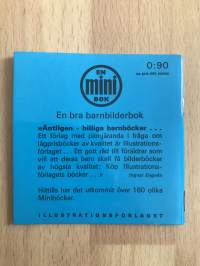 EN
mini
BOK
0:90
En bra barnbilderbok
»Äntligen - billiga barnböcker . . .
Ett förlag med pionjäranda i fråga om
lågprisböcker av kvalitet är Illustrations-
förlaget . . . Ett gott råd till föräldrar som
vill att deras barn skall få bilderböcker
av högsta kvalitet: Köp Illustrations-
förlagets böcker . . .»
Hittills har det utkommit över 160 olika
Miniböcker.
ILLUSTRATIONSFÖRLAGET